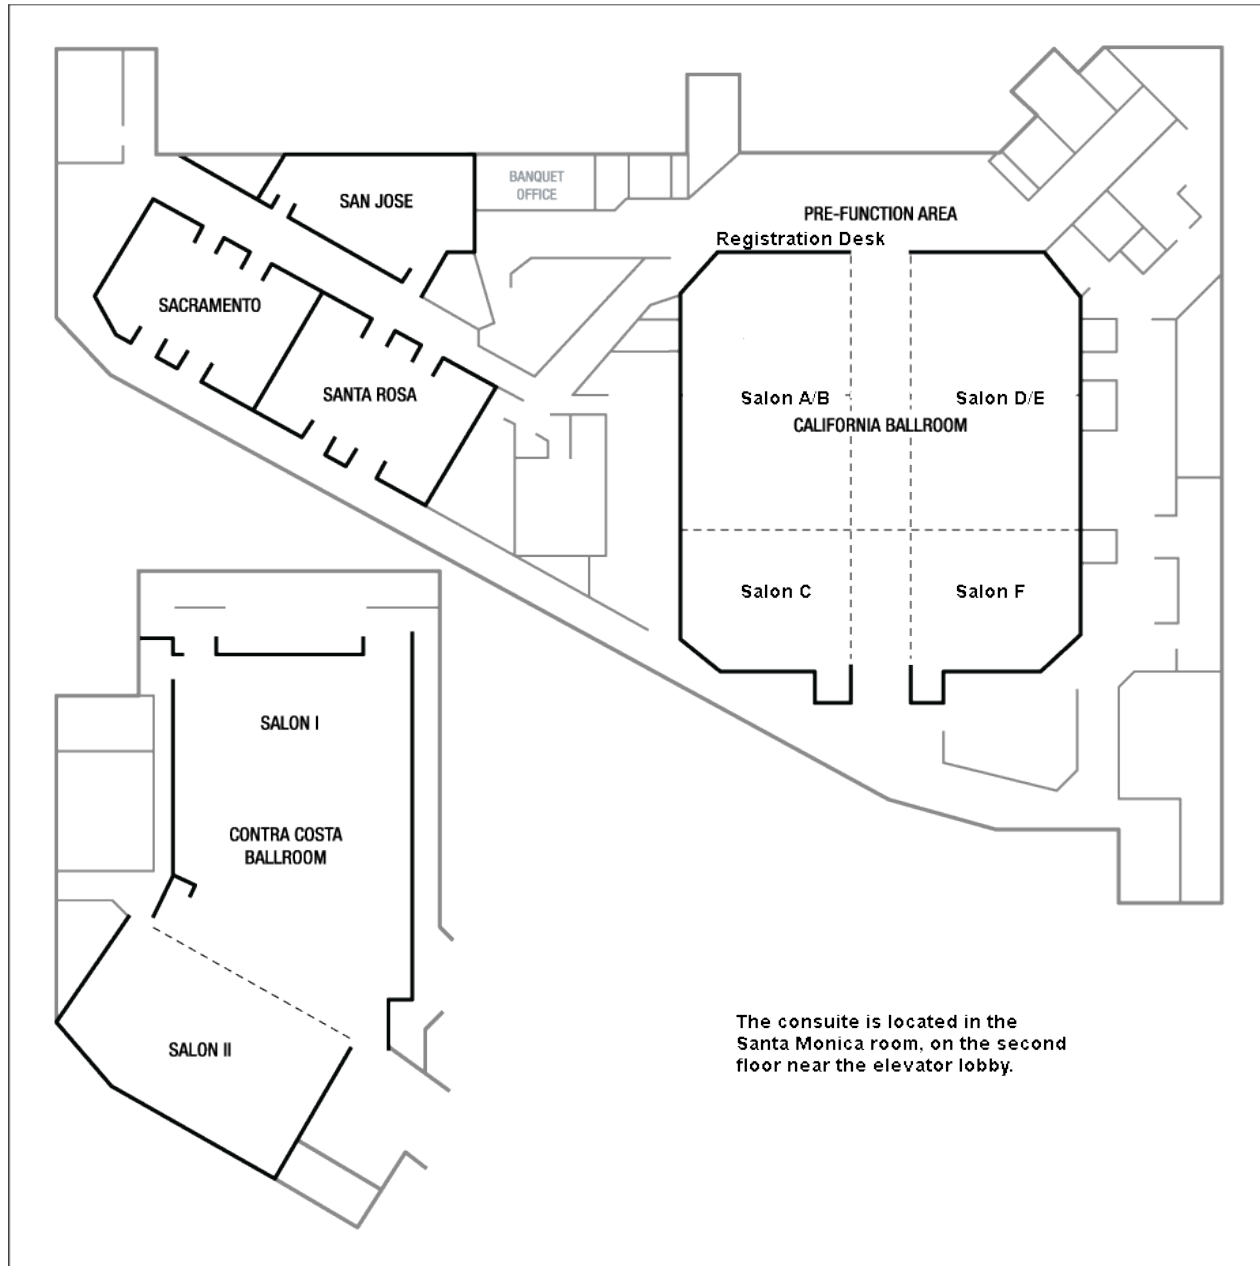 BANQUET
OFFICE
SAN JOSE
PRE-FUNCTION AREA
Registration Desk
SACRAMENTO
SANTA ROSA
Salon A/B
Salon D/E
CALIFORNIA BALLROOM
Salon C
Salon F
SALON I
CONTRA COSTA
BALLROOM
SALON II
The consuite is located in the
Santa Monica room, on the second
floor near the elevator lobby.